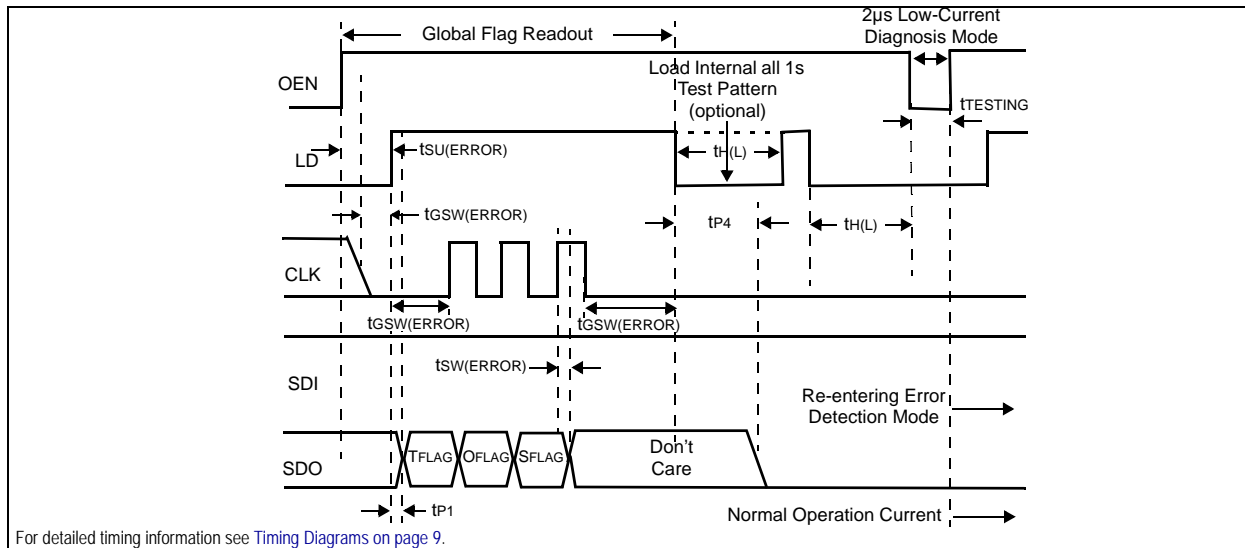 2µs Low-Current
Diagnosis Mode
Global Flag Readout
OEN
Load Internal all 1s
Test Pattern
(optional)
tTESTING
LD
tSU(ERROR)
tH(L)
tGSW(ERROR)
tP4
tH(L)
CLK
tGSW(ERROR)
tGSW(ERROR)
tSW(ERROR)
SDI
Re-entering Error
Detection Mode
SDO
TFLAG
OFLAG
SFLAG
Don't
Care
tP1
Normal Operation Current
For detailed timing information see Timing Diagrams on page 9.